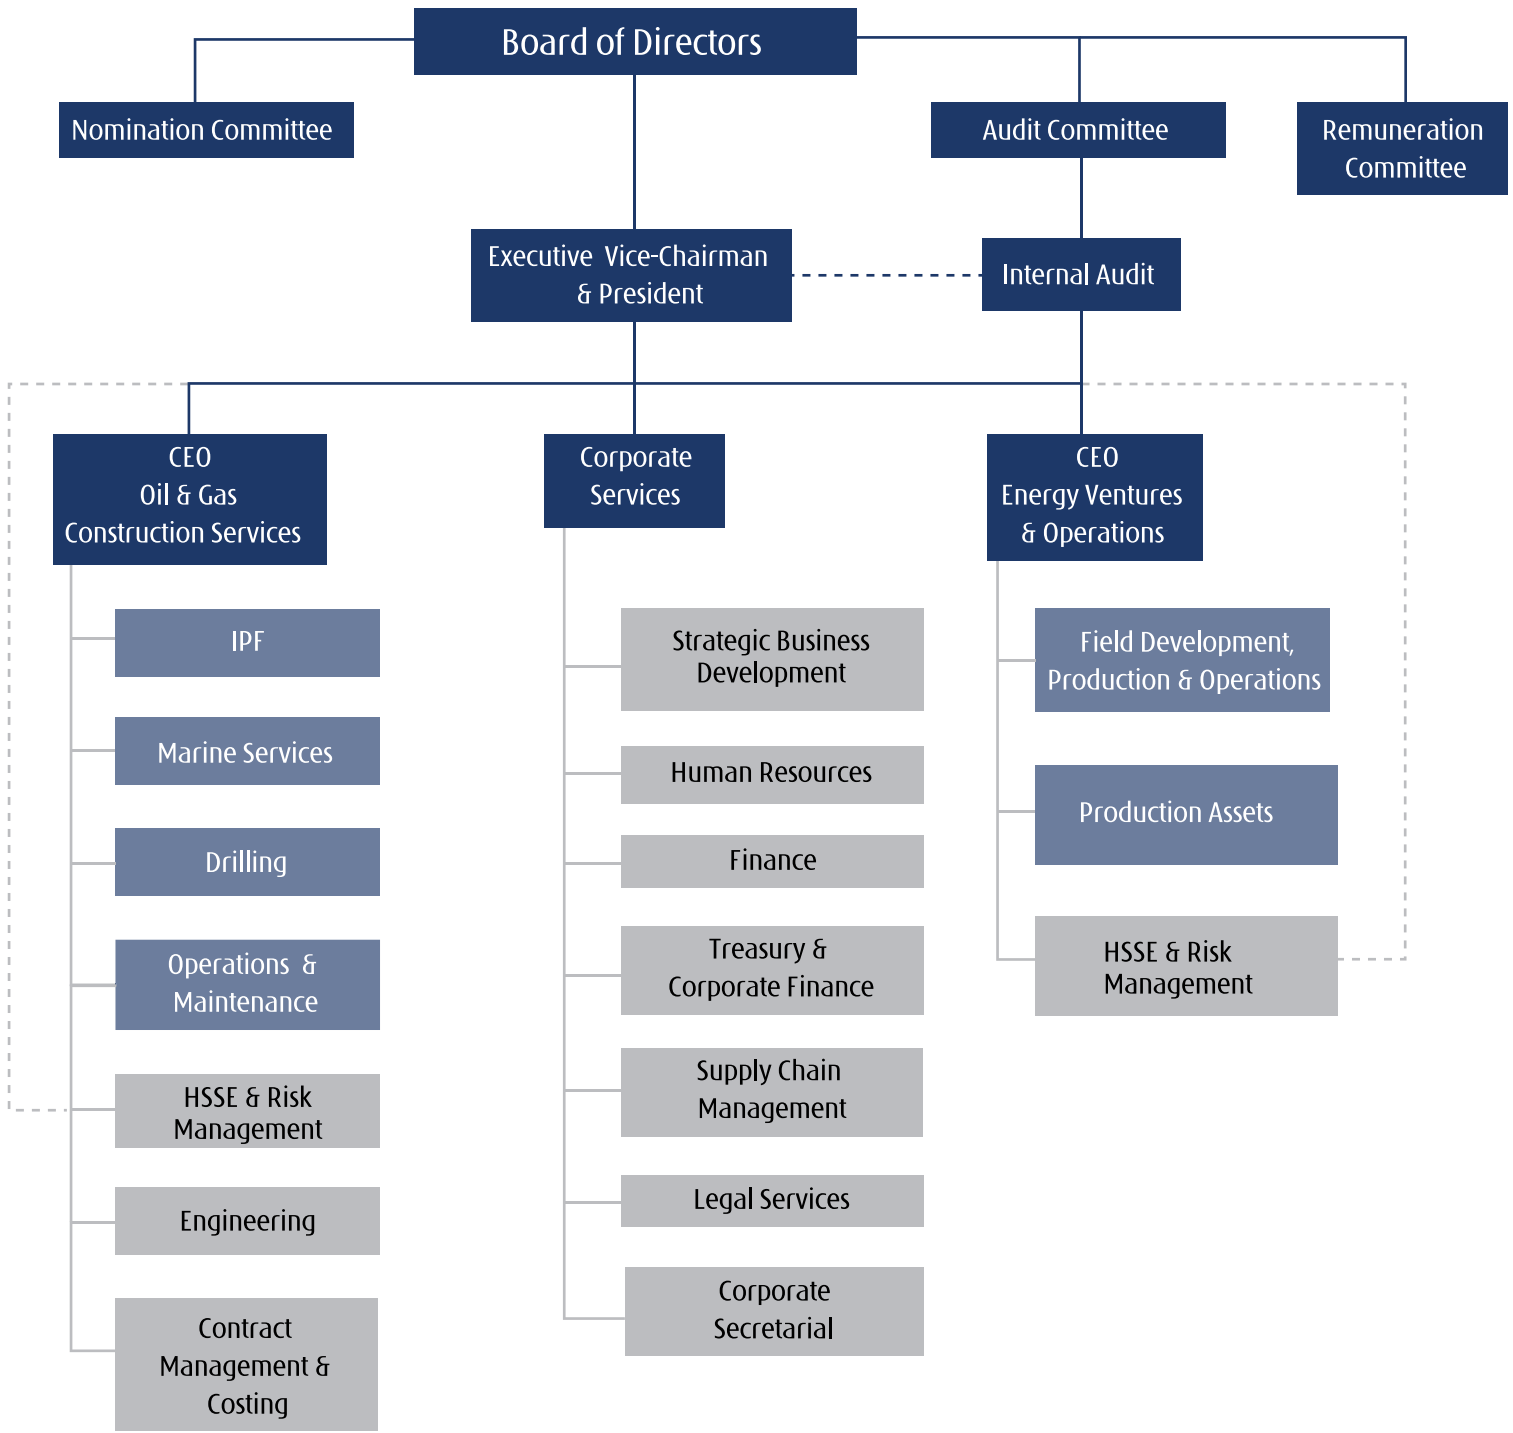 Board of Directors
Nomination Committee
Audit Committee
Remuneration
Committee
Executive Vice-Chairman
& President
Internal Audit
CEO
Oil & Gas
Construction Services
Corporate
Services
CEO
Energy Ventures
& Operations
IPF
Marine Services
Drilling
Operations &
Maintenance
HSSE & Risk
Management
Engineering
Contract
Management &
Costing
Strategic Business
Development
Human Resources
Finance
Treasury &
Corporate Finance
Supply Chain
Management
Legal Services
Corporate
Secretarial
Field Development,
Production & Operations
Production Assets
HSSE & Risk
Management